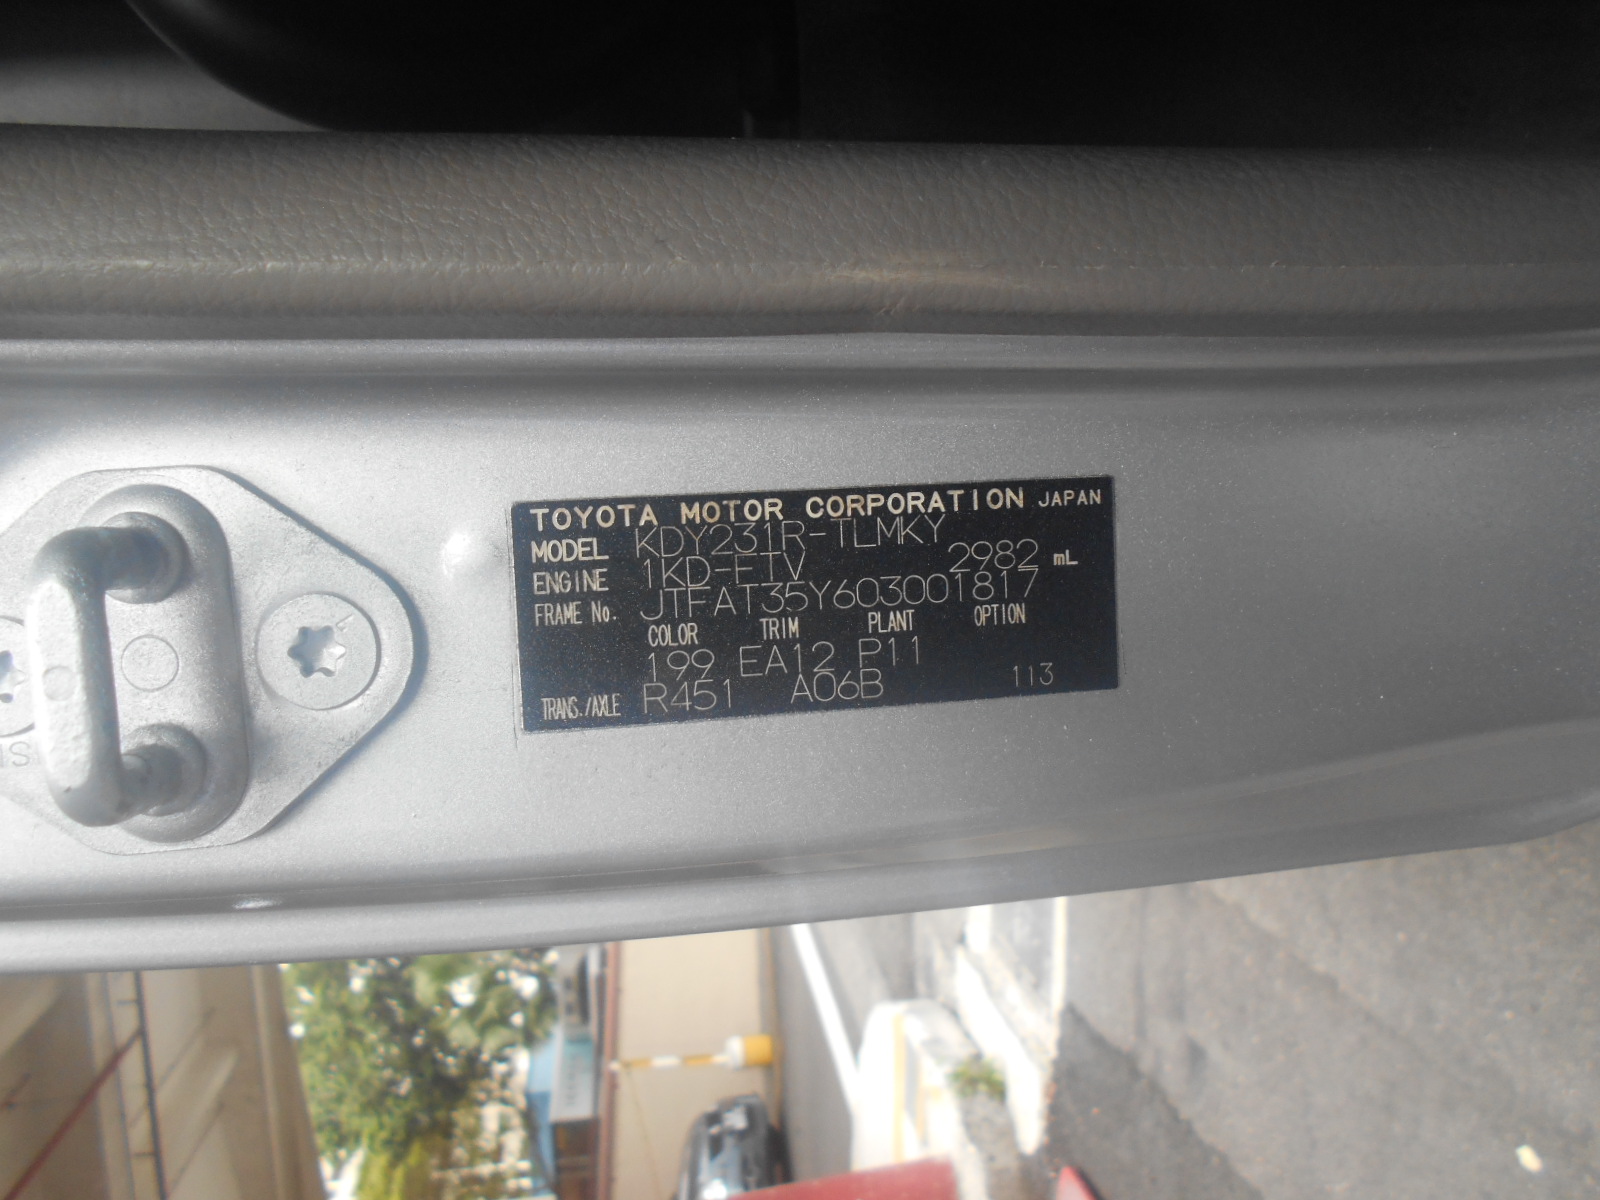 TOYOTA MOTOR CORPORATION JAPAN
MODEL KDY231R-TLMKY
ENGINE 1KD-FTV 2982 mL
FRAME No. JTFAT35Y603001817
COLOR TRIM PLANT OPTION
199 EA12 P11
TRANS./AXLE R451 A06B 113